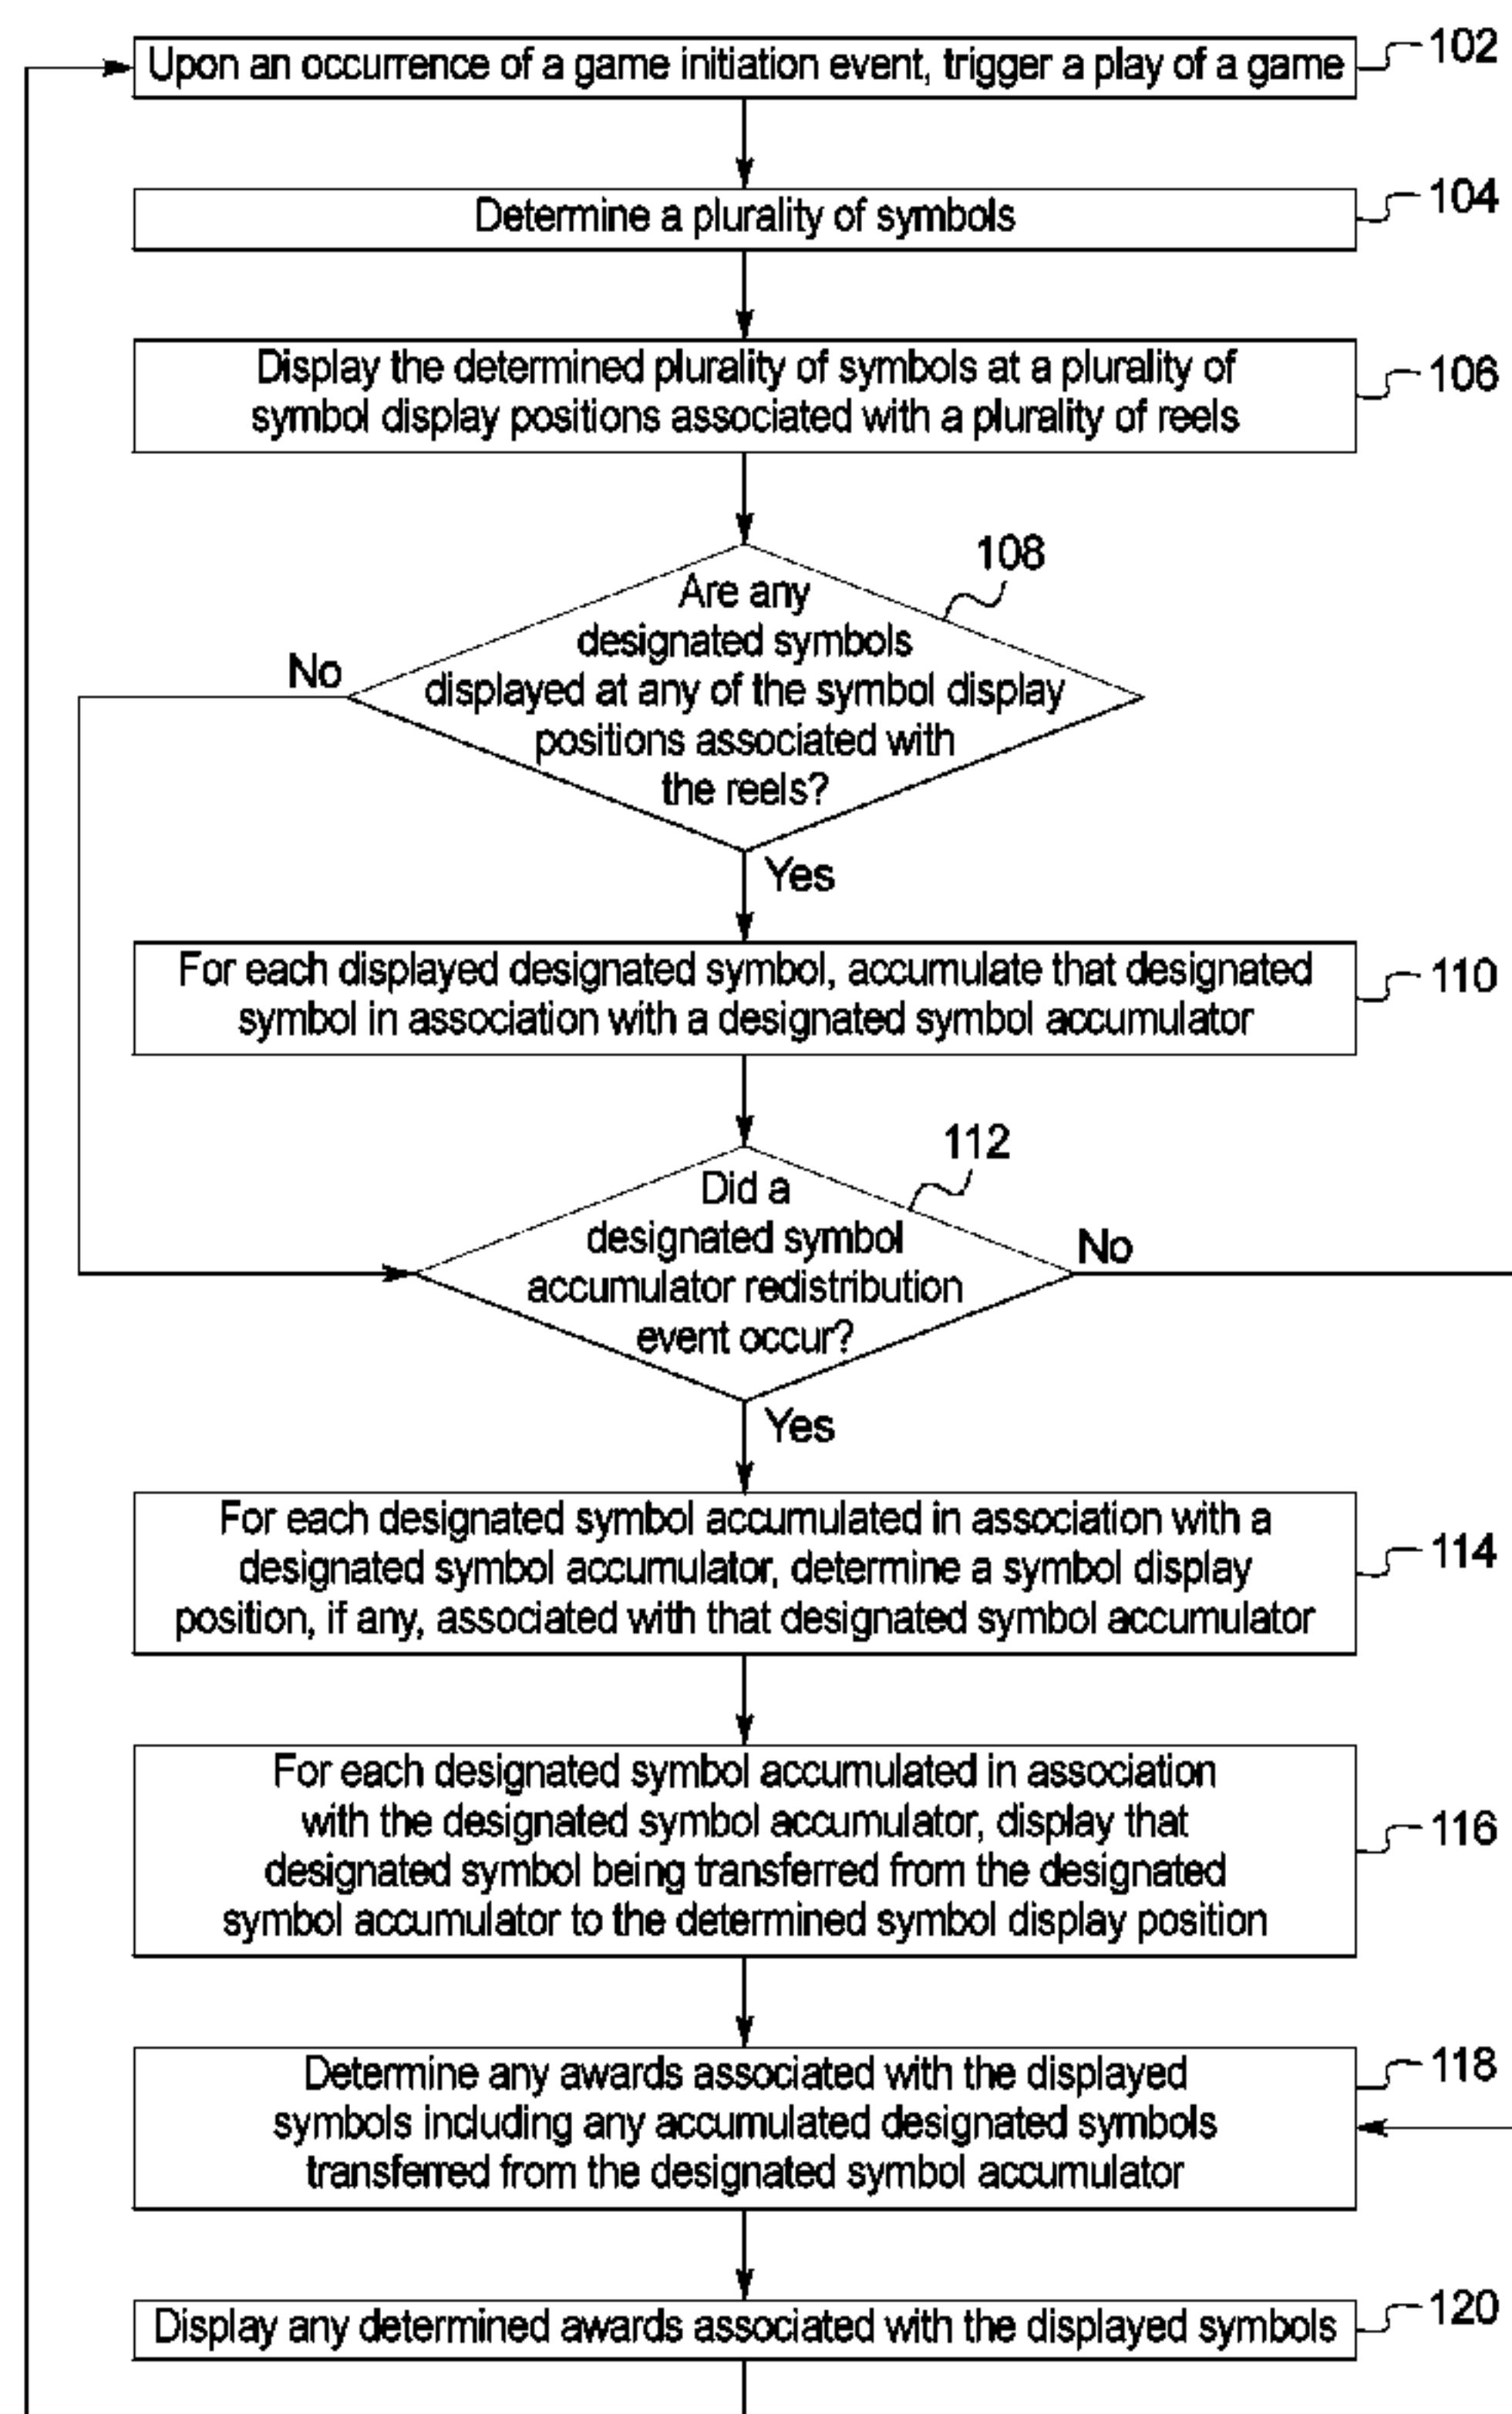 Upon an occurrence of a game initiation event, trigger a play of a game
102
Determine a plurality of symbols
104
Display the determined plurality of symbols at a plurality of
symbol display positions associated with a plurality of reels
106
108
Are any
designated symbols
displayed at any of the symbol display
positions associated with
the reels?
No
Yes
For each displayed designated symbol, accumulate that designated
symbol in association with a designated symbol accumulator
110
112
Did a
designated symbol
accumulator redistribution
event occur?
No
Yes
For each designated symbol accumulated in association with a
designated symbol accumulator, determine a symbol display
position, if any, associated with that designated symbol accumulator
114
For each designated symbol accumulated in association
with the designated symbol accumulator, display that
designated symbol being transferred from the designated
symbol accumulator to the determined symbol display position
116
Determine any awards associated with the displayed
symbols including any accumulated designated symbols
transferred from the designated symbol accumulator
118
Display any determined awards associated with the displayed symbols
120